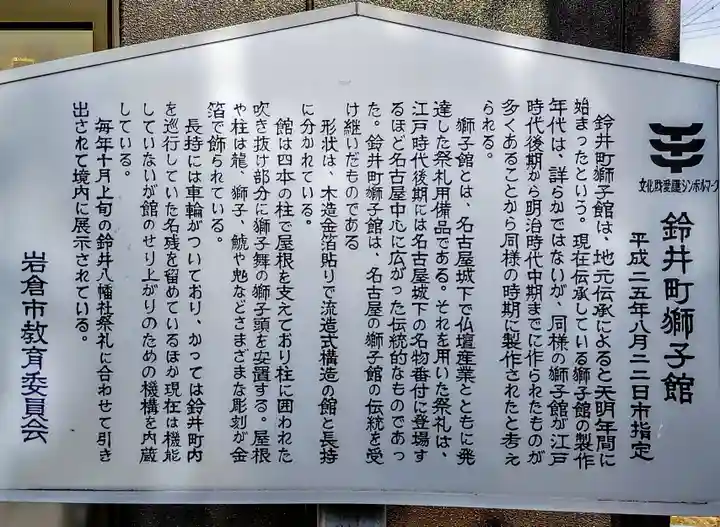 文化財愛護シンボルマーク
鈴井町獅子館
平成二五年八月二二日市指定
鈴井町獅子館は、地元伝承によると天明年間に
始まったという。現在伝承している獅子館の製作
年代は、詳らかではないが、同様の獅子館が江戸
時代後期から明治時代中期までに作られたものが
多くあることから同様の時期に製作されたと考え
られる。
獅子館とは、名古屋城下で仏壇産業とともに発
達した祭礼用備品である。それを用いた祭礼は、
江戸時代後期には名古屋城下の名物番付に登場す
るほど名古屋中心に広がった伝統的なものであっ
た。鈴井町獅子館は、名古屋の獅子館の伝統を受
け継いだものである
形状は、木造金箔貼りで流造式構造の館と長持
に分かれている。
館は四本の柱で屋根を支えており柱に囲われた
吹き抜け部分に獅子舞の獅子頭を安置する。屋根
や柱は龍、獅子、鯱や兎などさまざまな彫刻が金
箔で飾られている。
長持には車輪がついており、かっては鈴井町内
を巡行していた名残を留めているほか現在は機能
していないが館のせり上がりのための機構を内蔵
している。
毎年十月上旬の鈴井八幡社祭礼に合わせて引き
出されて境内に展示されている。
岩倉市教育委員会